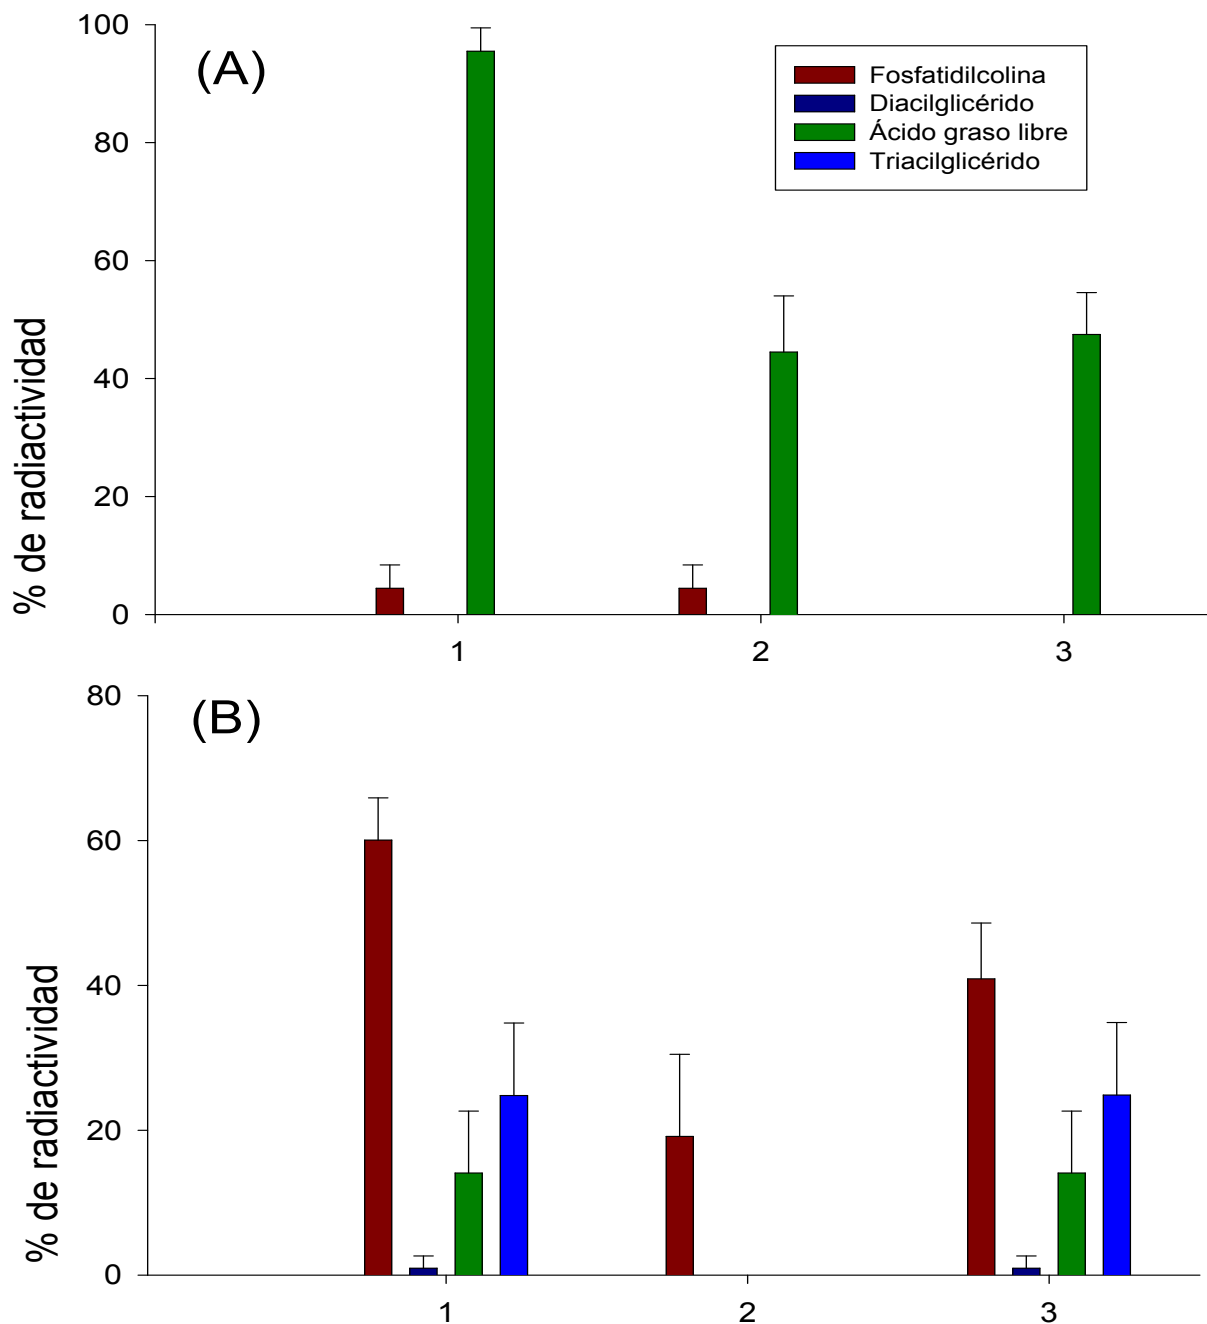 (A)
Fosfatidilcolina
Diacilglicérido
Ácido graso libre
Triacilglicérido
% de radiactividad
100
80
60
40
20
0
1 2 3
(B)
% de radiactividad
80
60
40
20
0
1 2 3